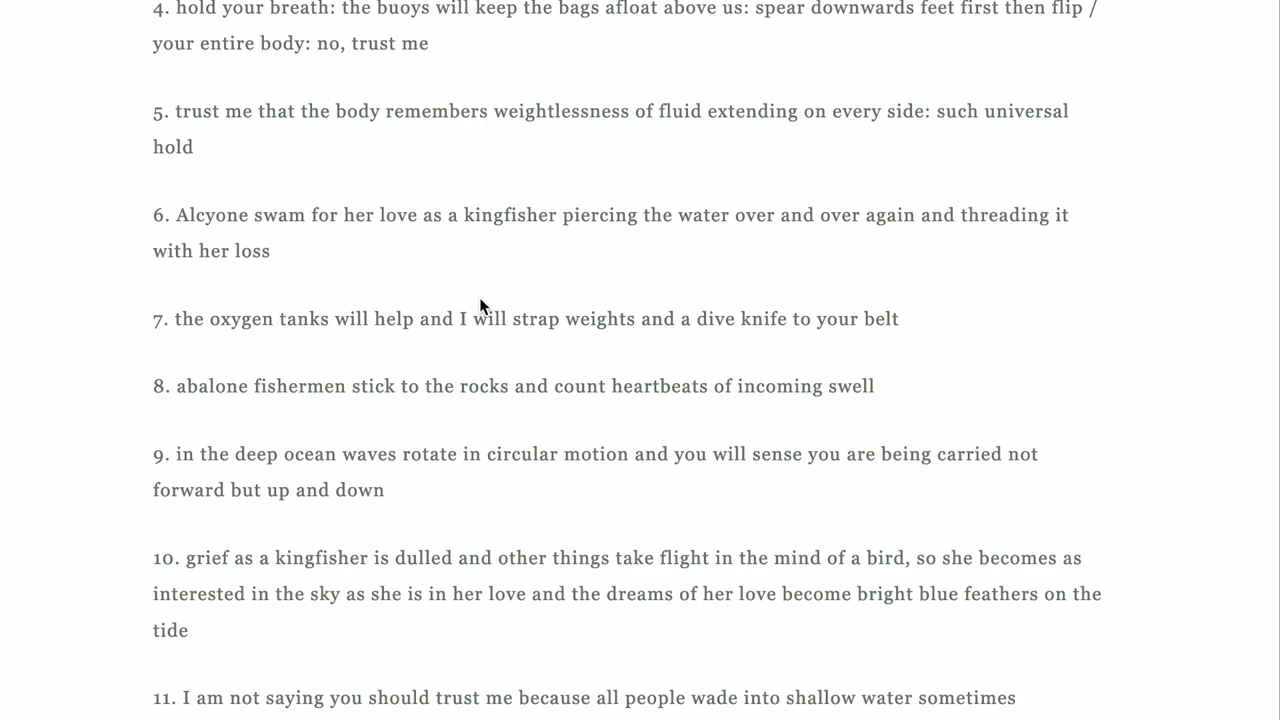 4. hold your breath: the buoys will keep the bags afloat above us: spear downwards feet first then flip /
your entire body: no, trust me
5. trust me that the body remembers weightlessness of fluid extending on every side: such universal
hold
6. Alcyone swam for her love as a kingfisher piercing the water over and over again and threading it
with her loss
7. the oxygen tanks will help and I will strap weights and a dive knife to your belt
8. abalone fishermen stick to the rocks and count heartbeats of incoming swell
9. in the deep ocean waves rotate in circular motion and you will sense you are being carried not
forward but up and down
10. grief as a kingfisher is dulled and other things take flight in the mind of a bird, so she becomes as
interested in the sky as she is in her love and the dreams of her love become bright blue feathers on the
tide
11. I am not saying you should trust me because all people wade into shallow water sometimes